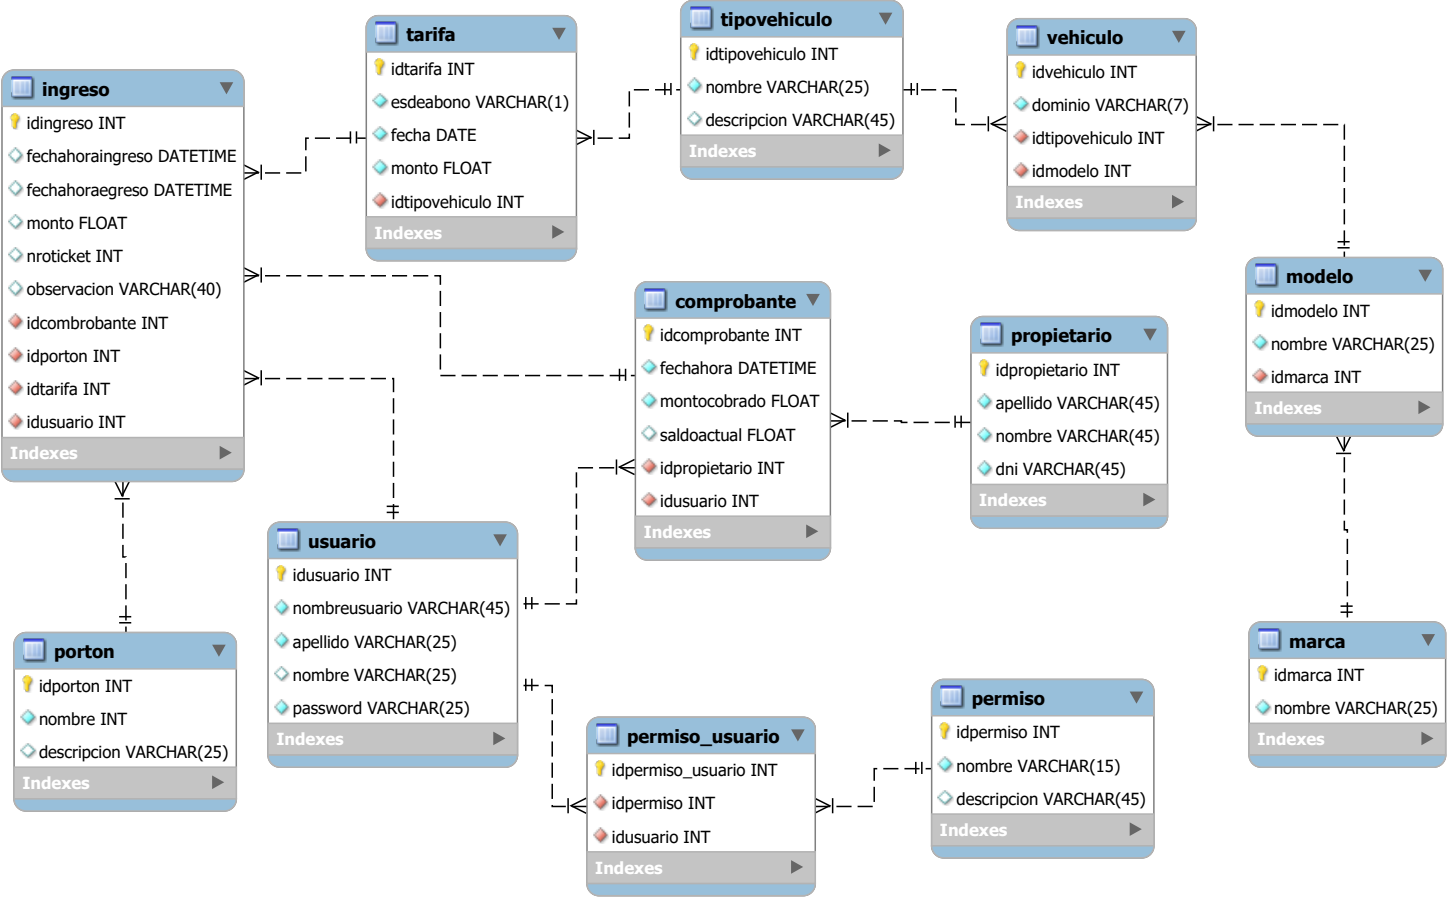 ingreso
idingreso INT
fechahoraingreso DATETIME
fechahoraegreso DATETIME
monto FLOAT
nroticket INT
observacion VARCHAR(40)
idcombrobante INT
idporton INT
idtarifa INT
idusuario INT
Indexes
tarifa
idtarifa INT
esdeabono VARCHAR(1)
fecha DATE
monto FLOAT
idtipovehiculo INT
Indexes
tipovehiculo
idtipovehiculo INT
nombre VARCHAR(25)
descripcion VARCHAR(45)
Indexes
vehiculo
idvehiculo INT
dominio VARCHAR(7)
idtipovehiculo INT
idmodelo INT
Indexes
comprobante
idcomprobante INT
fechahora DATETIME
montocobrado FLOAT
saldoactual FLOAT
idpropietario INT
idusuario INT
Indexes
propietario
idpropietario INT
apellido VARCHAR(45)
nombre VARCHAR(45)
dni VARCHAR(45)
Indexes
modelo
idmodelo INT
nombre VARCHAR(25)
idmarca INT
Indexes
usuario
idusuario INT
nombreusuario VARCHAR(45)
apellido VARCHAR(25)
nombre VARCHAR(25)
password VARCHAR(25)
Indexes
porton
idporton INT
nombre INT
descripcion VARCHAR(25)
Indexes
permiso_usuario
idpermiso_usuario INT
idpermiso INT
idusuario INT
Indexes
permiso
idpermiso INT
nombre VARCHAR(15)
descripcion VARCHAR(45)
Indexes
marca
idmarca INT
nombre VARCHAR(25)
Indexes